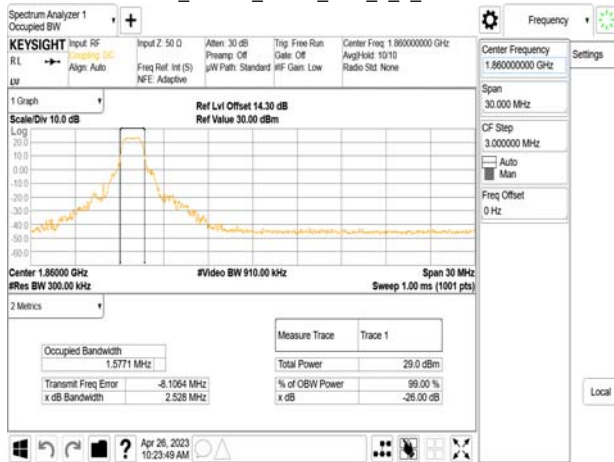 Spectrum Analyzer 1
Occupied BW
+
Frequency
KEYSIGHT
RL
Input: RF
Coupling: DC
Align: Auto
Input Z: 50 Ω
Freq Ref: Int (S)
NFE: Adaptive
Atten: 30 dB
Preamp: Off
µW Path: Standard
Trig: Free Run
Gate: Off
#IF Gain: Low
Center Freq: 1.860000000 GHz
Avg|Hold: 10/10
Radio Std: None
Center Frequency
1.860000000 GHz
Settings
Span
30.000 MHz
CF Step
3.000000 MHz
Auto
Man
Freq Offset
0 Hz
1 Graph
Scale/Div 10.0 dB
Ref Lvl Offset 14.30 dB
Ref Value 30.00 dBm
Log
20.0
10.0
0.00
-10.0
-20.0
-30.0
-40.0
-50.0
-60.0
Center 1.86000 GHz
#Res BW 300.00 kHz
#Video BW 910.00 kHz
Span 30 MHz
Sweep 1.00 ms (1001 pts)
2 Metrics
Occupied Bandwidth
1.5771 MHz
Transmit Freq Error -8.1064 MHz
x dB Bandwidth 2.528 MHz
Measure Trace Trace 1
Total Power 29.0 dBm
% of OBW Power 99.00 %
x dB -26.00 dB
Local
?
Apr 26, 2023
10:23:49 AM